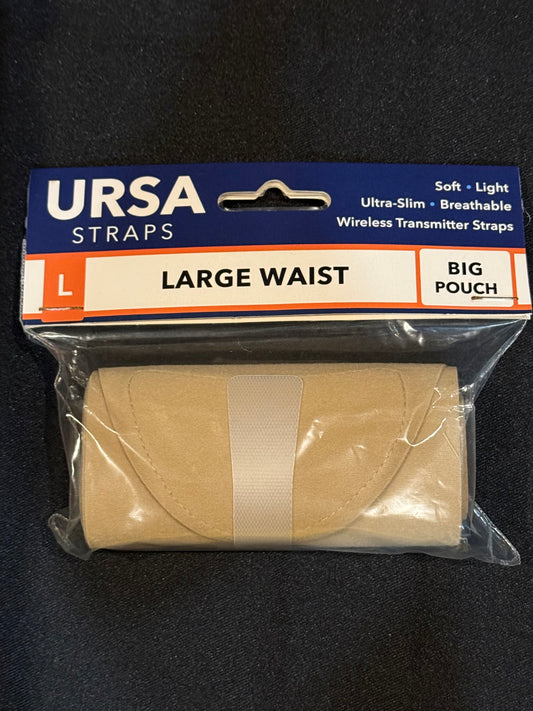 URSA
STRAPS
Soft • Light
Ultra-Slim • Breathable
Wireless Transmitter Straps
L
LARGE WAIST
BIG
POUCH